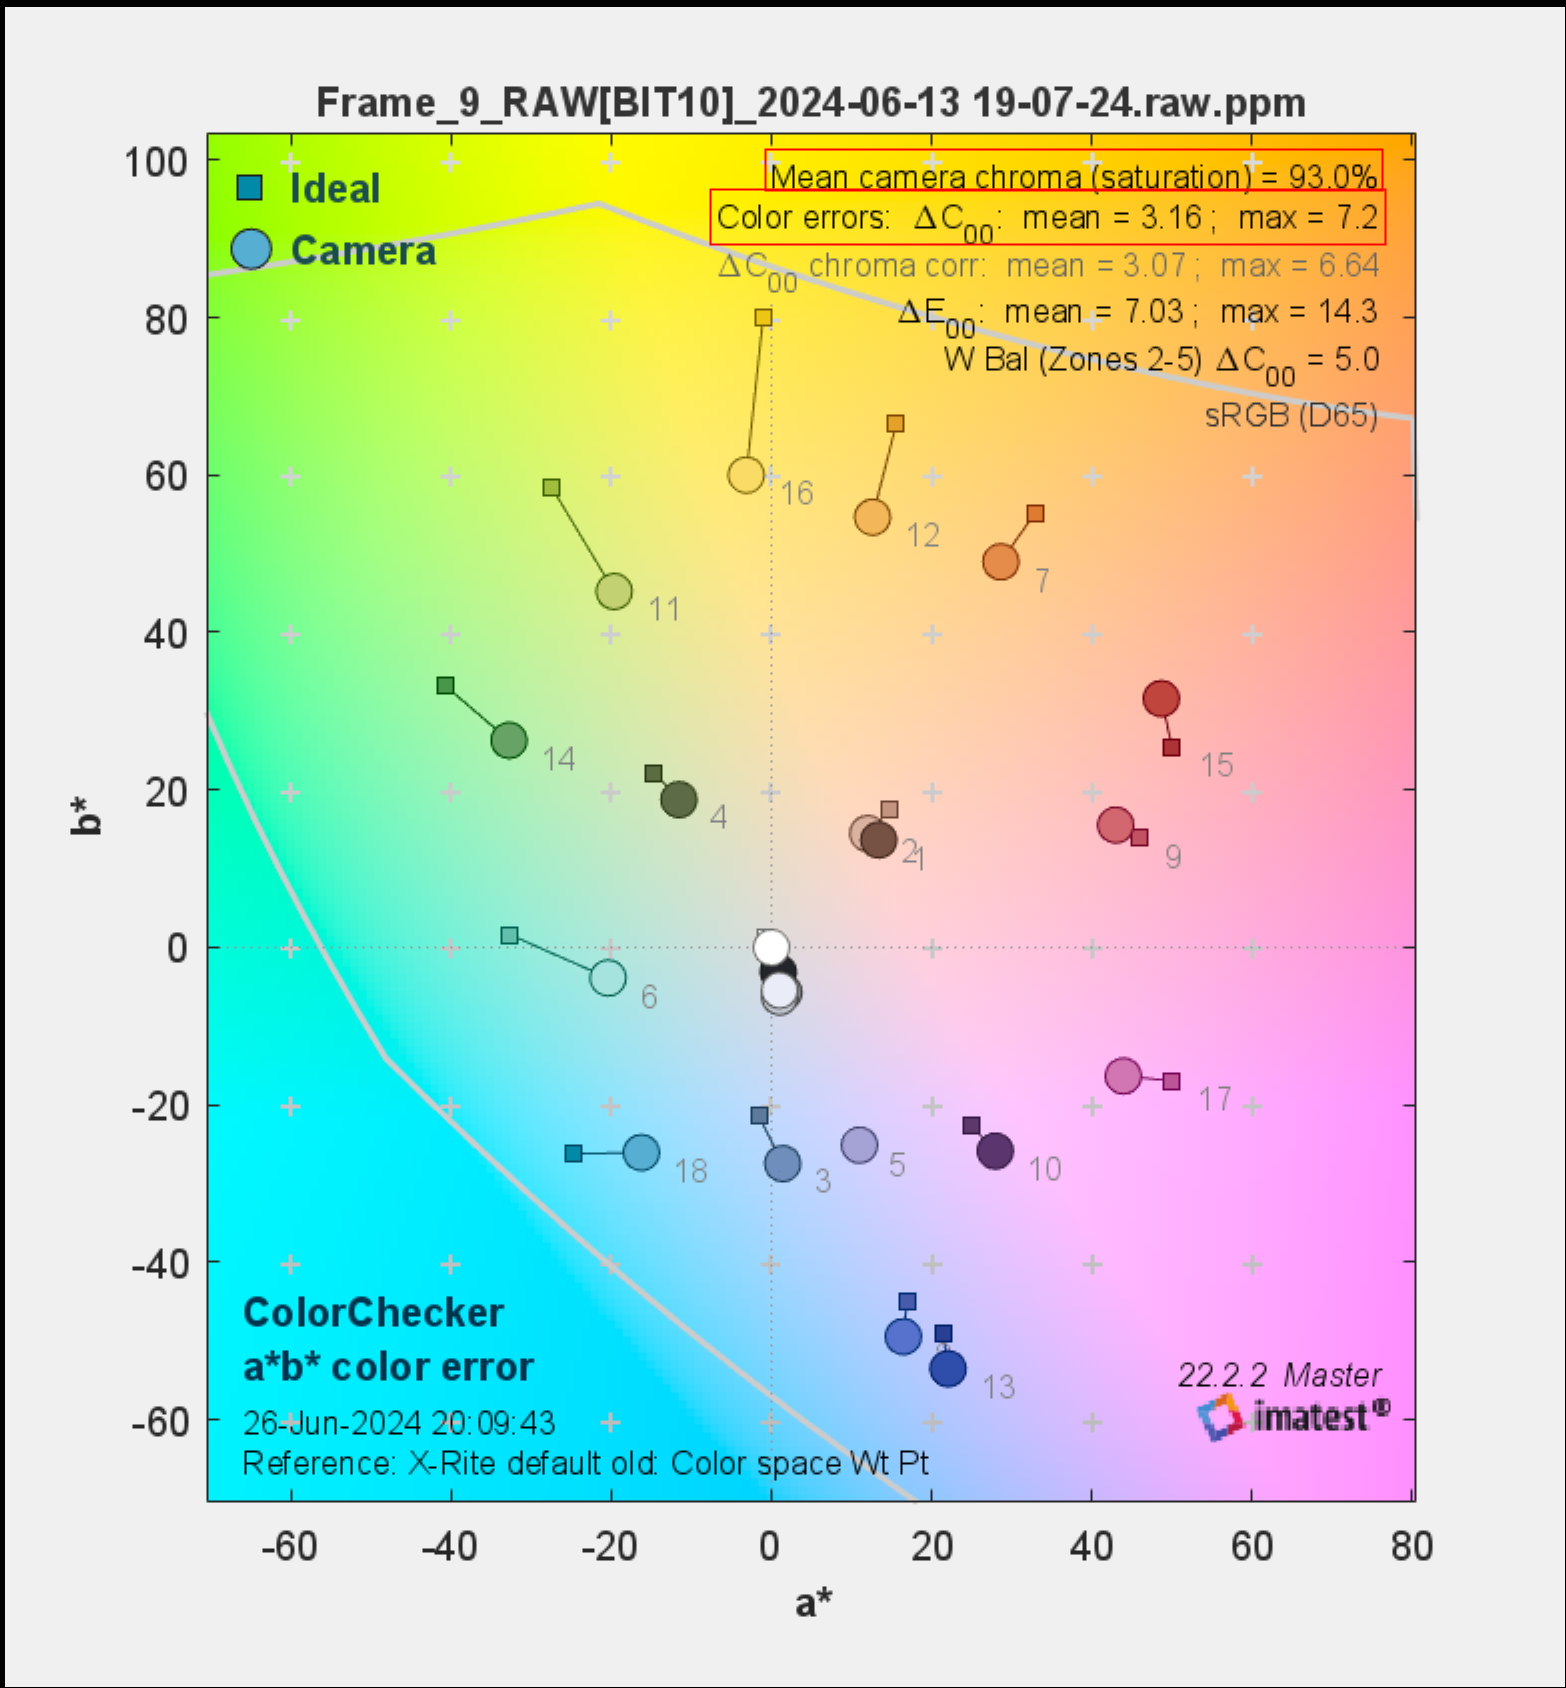 Frame_9_RAW[BIT10]_2024-06-13 19-07-24.raw.ppm
Ideal
Camera
Mean camera chroma (saturation) = 93.0%
Color errors: ΔC00: mean = 3.16 ; max = 7.2
ΔC00 chroma corr: mean = 3.07 ; max = 6.64
ΔE00: mean = 7.03 ; max = 14.3
W Bal (Zones 2-5) ΔC00 = 5.0
sRGB (D65)
100
80
60
40
20
0
-20
-40
-60
b*
16
12
7
11
14
4
2
1
15
9
6
17
18
3
5
10
13
ColorChecker
a*b* color error
26-Jun-2024 20:09:43
Reference: X-Rite default old: Color space Wt Pt
22.2.2 Master
imatest®
-60
-40
-20
0
20
40
60
80
a*